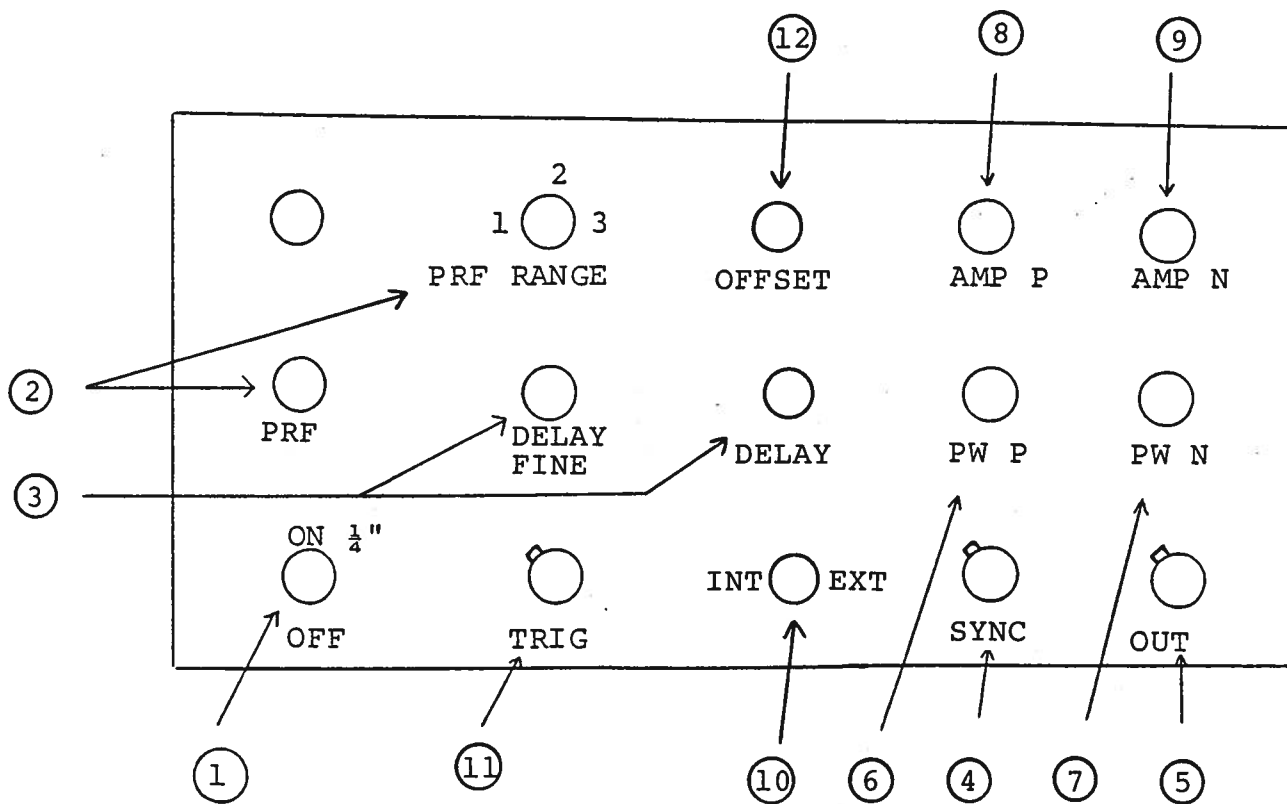 12 8 9
2
1 3
PRF RANGE OFFSET AMP P AMP N
2
PRF DELAY DELAY PW P PW N
FINE
3
ON ¼"
INT EXT
OFF TRIG SYNC OUT
1 11 10 6 4 7 5